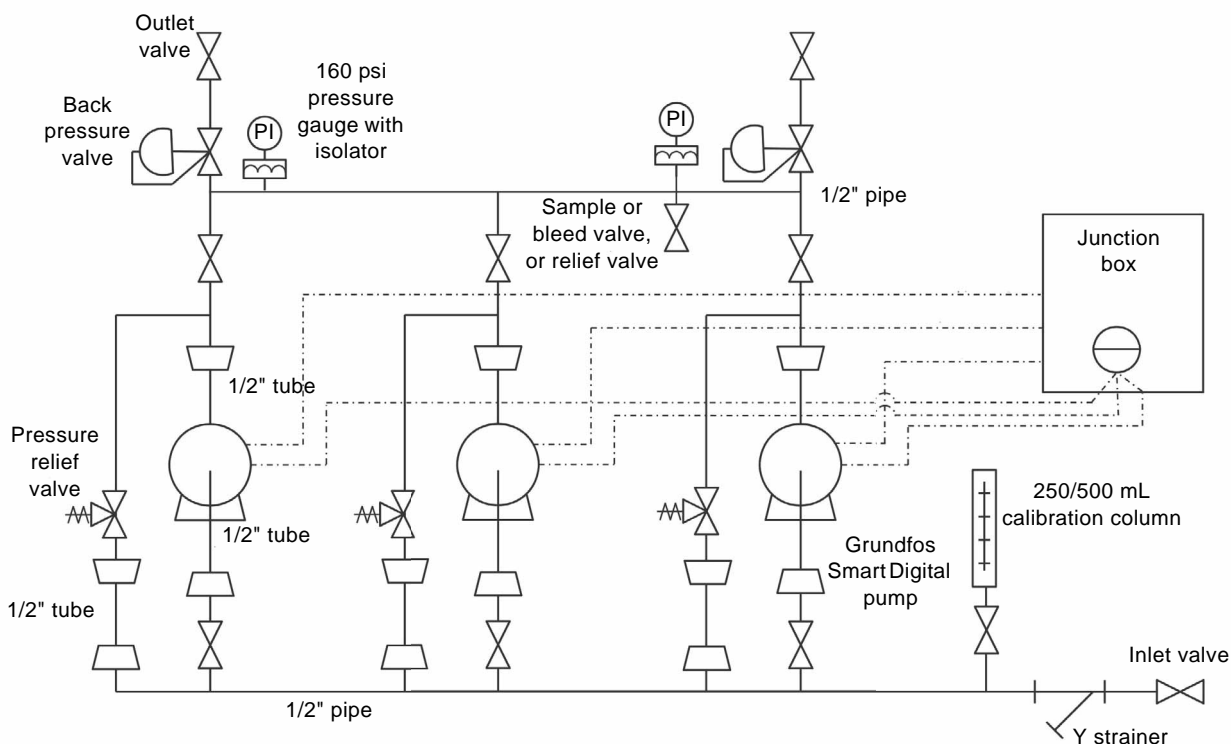 Outlet
valve
160 psi
pressure
gauge with
isolator
PI
Back
pressure
valve
PI
1/2" pipe
Sample or
bleed valve,
or relief valve
Junction
box
1/2" tube
Pressure
relief
valve
1/2" tube
250/500 mL
calibration column
Grundfos
Smart Digital
pump
1/2" tube
Inlet valve
1/2" pipe
Y strainer